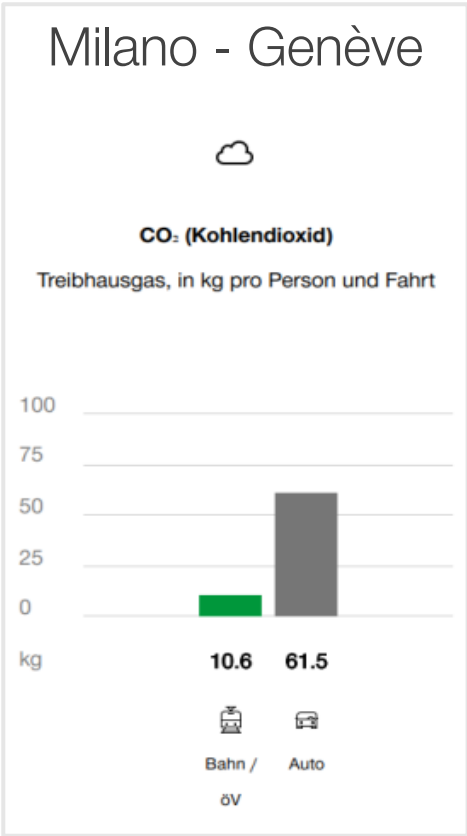 Milano - Genève
CO₂ (Kohlendioxid)
Treibhausgas, in kg pro Person und Fahrt
100
75
50
25
0
kg 10.6 61.5
Bahn / Auto
öV